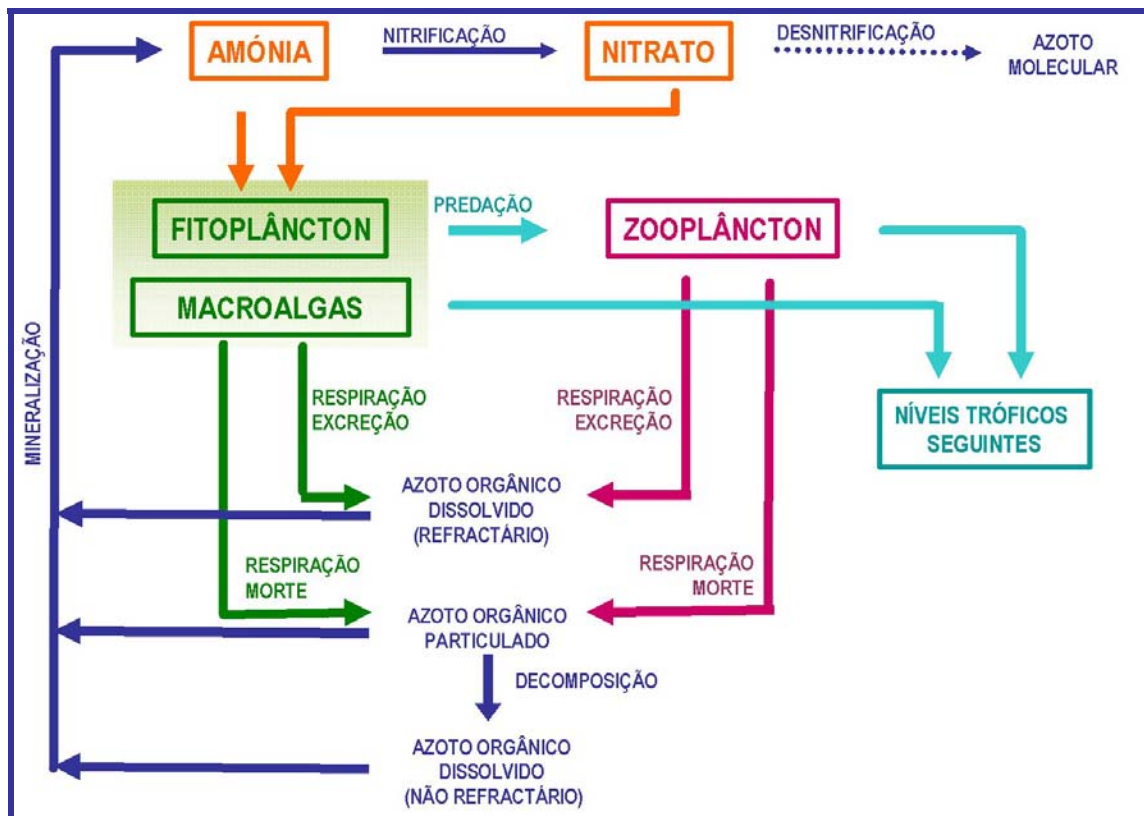 AMÓNIA
NITRIFICAÇÃO
NITRATO
DESNITRIFICAÇÃO
AZOTO
MOLECULAR
FITOPLÂNCTON
PREDAÇÃO
ZOOPLÂNCTON
MACROALGAS
MINERALIZAÇÃO
RESPIRAÇÃO
EXCREÇÃO
RESPIRAÇÃO
EXCREÇÃO
NÍVEIS TRÓFICOS
SEGUINTES
AZOTO ORGÂNICO
DISSOLVIDO
(REFRACTÁRIO)
RESPIRAÇÃO
MORTE
RESPIRAÇÃO
MORTE
AZOTO ORGÂNICO
PARTICULADO
DECOMPOSIÇÃO
AZOTO ORGÂNICO
DISSOLVIDO
(NÃO REFRACTÁRIO)